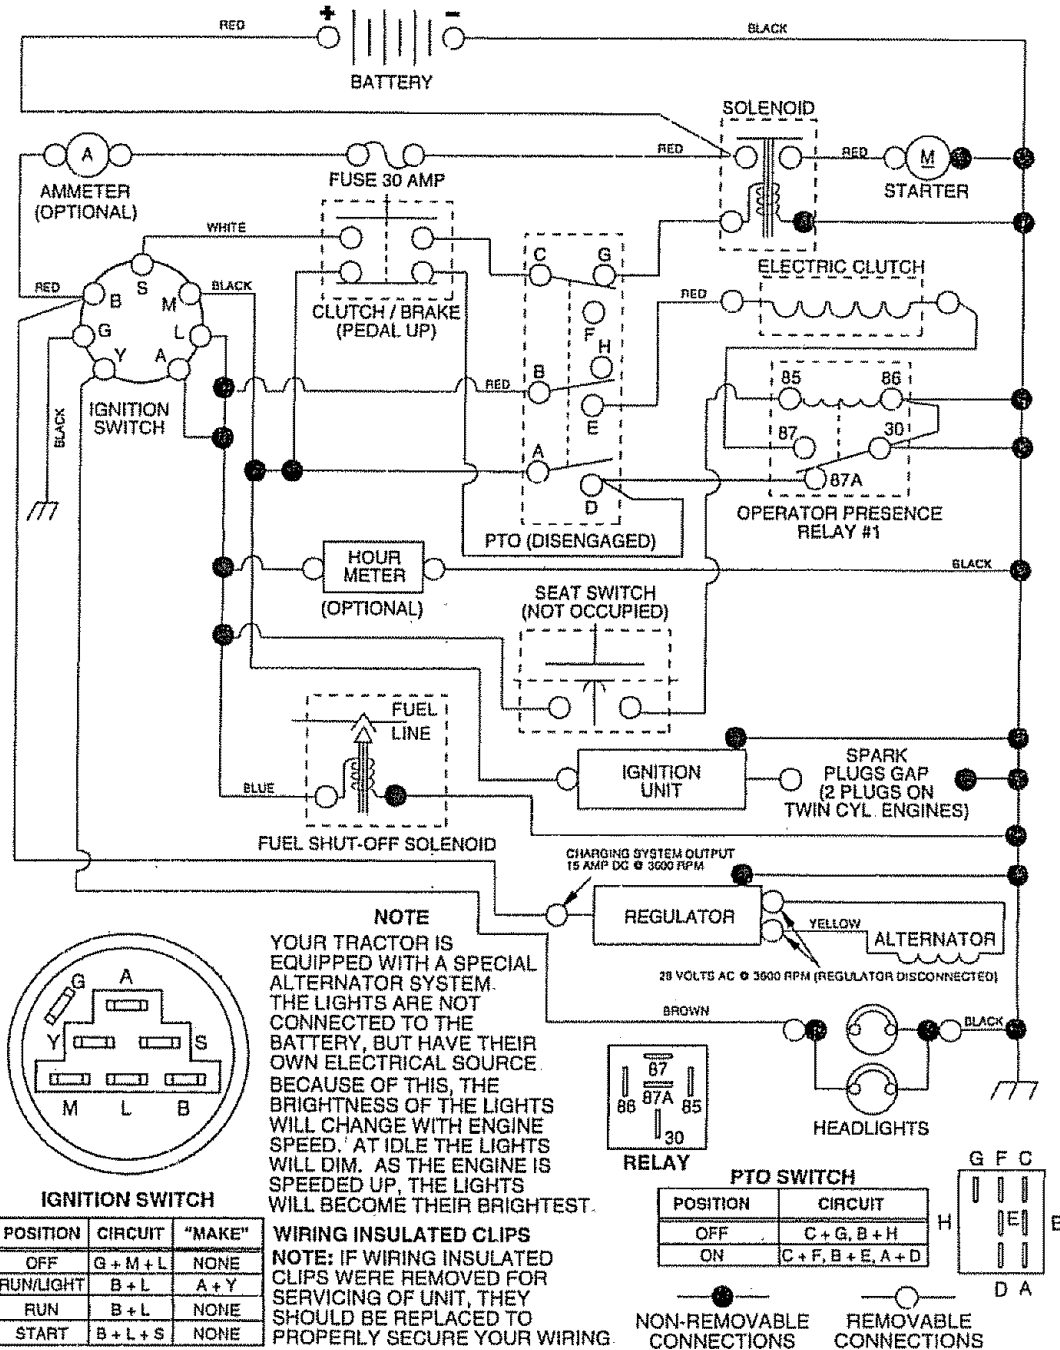 +
-
RED
BLACK
BATTERY
SOLENOID
A
RED
RED
M
AMMETER
(OPTIONAL)
FUSE 30 AMP
STARTER
WHITE
S
C
G
ELECTRIC CLUTCH
RED
B
M
BLACK
CLUTCH / BRAKE
(PEDAL UP)
RED
F
G
L
Y
A
H
B
RED
85
86
IGNITION
SWITCH
BLACK
E
87
30
A
87A
D
OPERATOR PRESENCE
RELAY #1
PTO (DISENGAGED)
HOUR
METER
(OPTIONAL)
BLACK
SEAT SWITCH
(NOT OCCUPIED)
FUEL
LINE
IGNITION
UNIT
SPARK
PLUGS GAP
(2 PLUGS ON
TWIN CYL. ENGINES)
BLUE
FUEL SHUT-OFF SOLENOID
CHARGING SYSTEM OUTPUT
15 AMP DC @ 3600 RPM
REGULATOR
YELLOW
ALTERNATOR
28 VOLTS AC @ 3600 RPM (REGULATOR DISCONNECTED)
NOTE
YOUR TRACTOR IS
EQUIPPED WITH A SPECIAL
ALTERNATOR SYSTEM.
THE LIGHTS ARE NOT
CONNECTED TO THE
BATTERY, BUT HAVE THEIR
OWN ELECTRICAL SOURCE.
BECAUSE OF THIS, THE
BRIGHTNESS OF THE LIGHTS
WILL CHANGE WITH ENGINE
SPEED. AT IDLE THE LIGHTS
WILL DIM. AS THE ENGINE IS
SPEEDED UP, THE LIGHTS
WILL BECOME THEIR BRIGHTEST.
BROWN
BLACK
HEADLIGHTS
G
A
Y
S
M
L
B
87
86
87A
85
30
RELAY
IGNITION SWITCH
POSITION CIRCUIT "MAKE"
OFF G + M + L NONE
RUN/LIGHT B + L A + Y
RUN B + L NONE
START B + L + S NONE
WIRING INSULATED CLIPS
NOTE: IF WIRING INSULATED
CLIPS WERE REMOVED FOR
SERVICING OF UNIT, THEY
SHOULD BE REPLACED TO
PROPERLY SECURE YOUR WIRING.
PTO SWITCH
POSITION CIRCUIT
OFF C + G, B + H
ON C + F, B + E, A + D
G F C
H
E
B
D A
NON-REMOVABLE
CONNECTIONS
REMOVABLE
CONNECTIONS